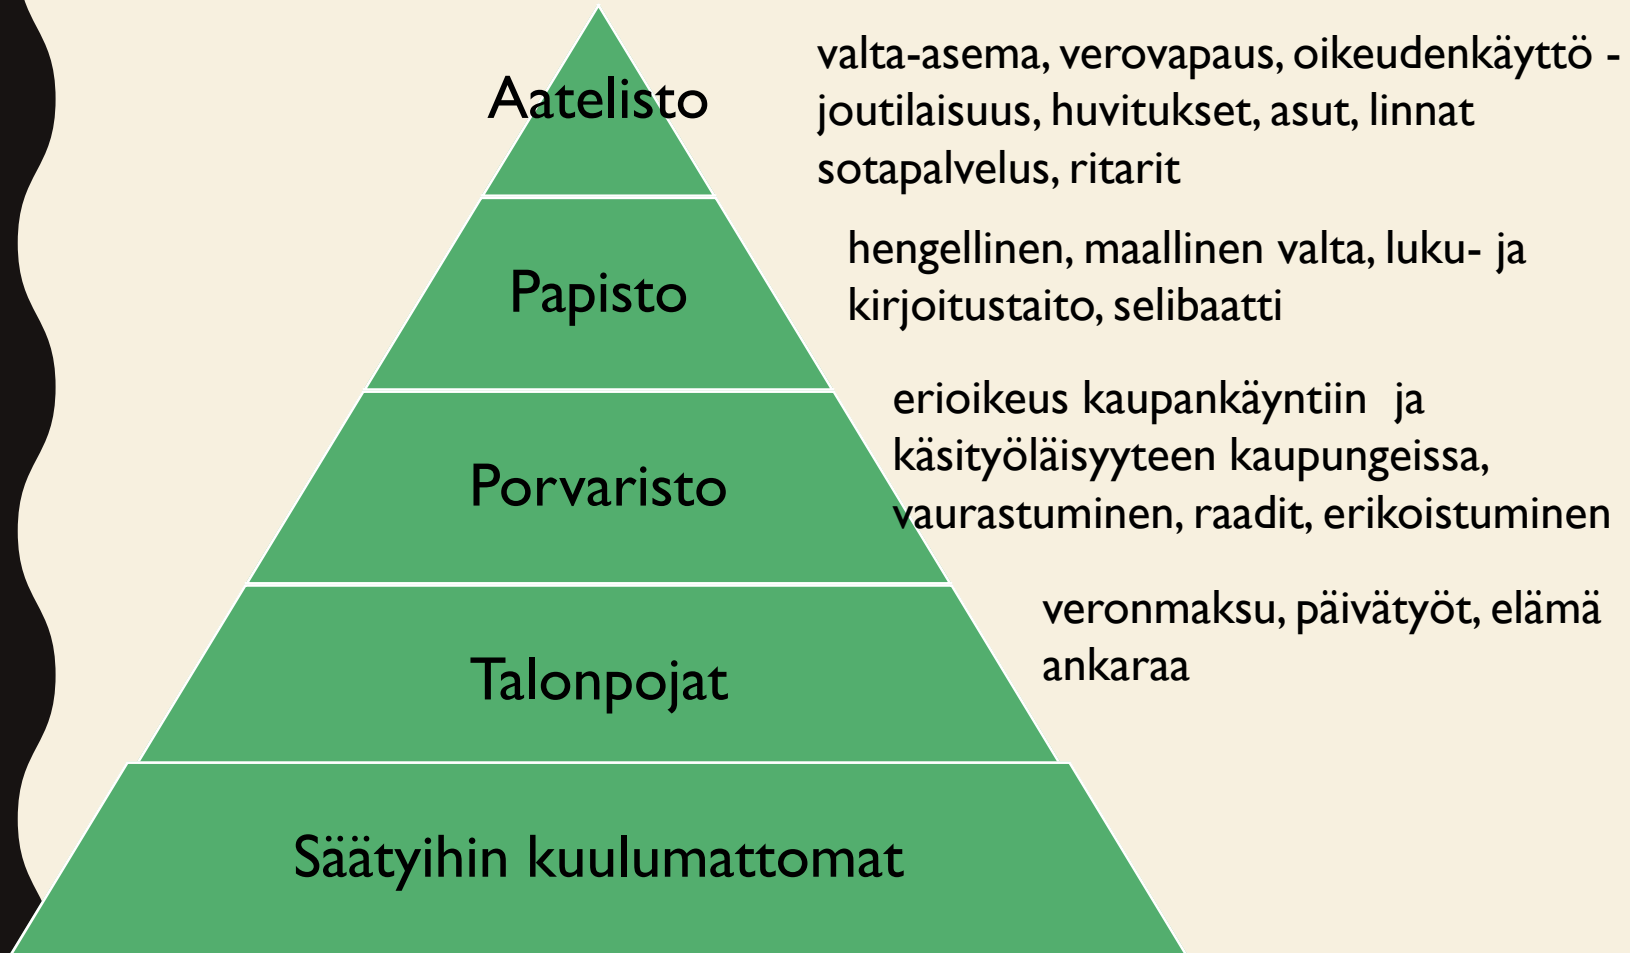 Aatelisto
valta-asema, verovapaus, oikeudenkäyttö -
joutilaisuus, huvitukset, asut, linnat
sotapalvelus, ritarit
Papisto
hengellinen, maallinen valta, luku- ja
kirjoitustaito, selibaatti
Porvaristo
erioikeus kaupankäyntiin  ja
käsityöläisyyteen kaupungeissa,
vaurastuminen, raadit, erikoistuminen
Talonpojat
veronmaksu, päivätyöt, elämä
ankaraa
Säätyihin kuulumattomat